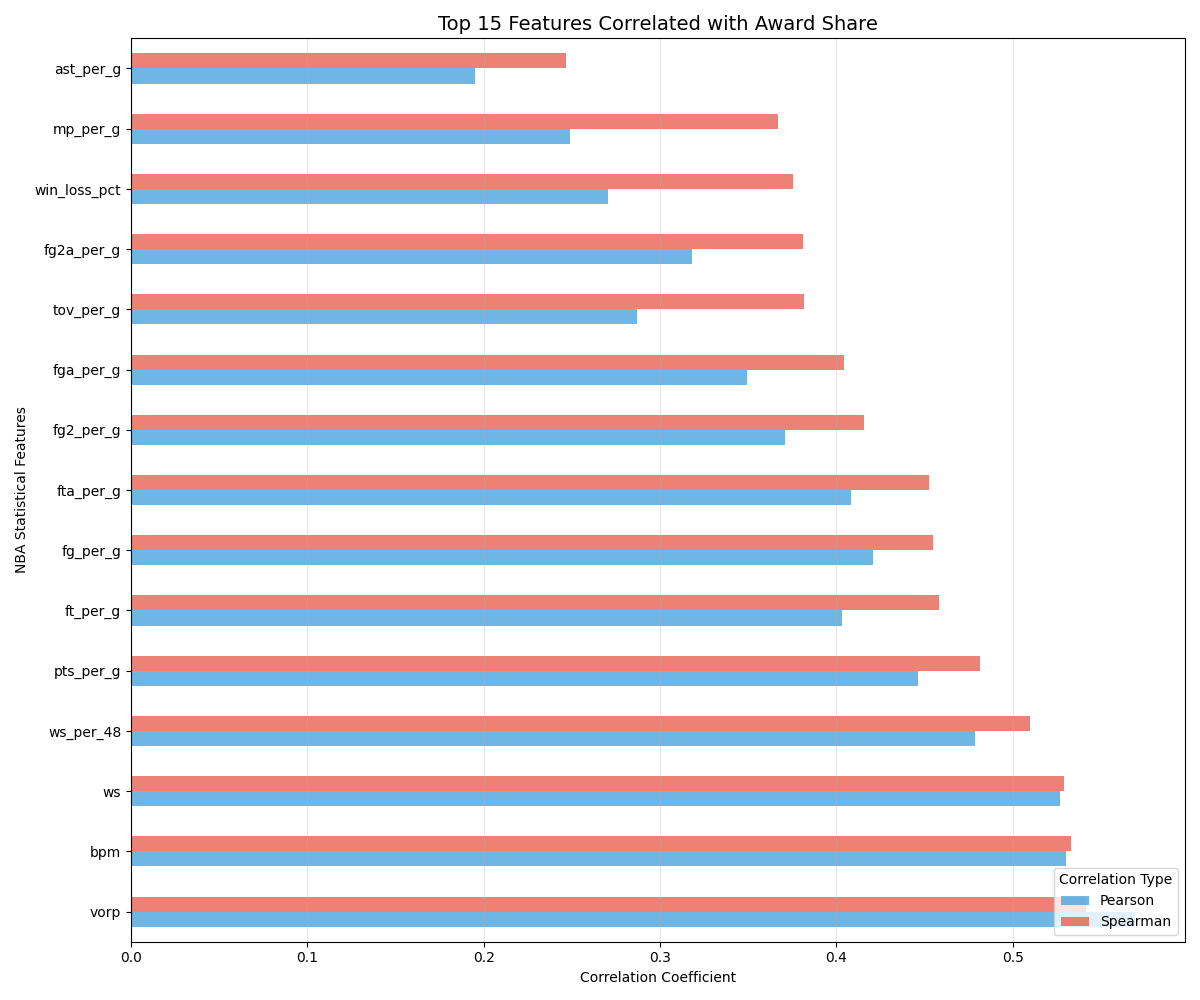 Top 15 Features Correlated with Award Share
NBA Statistical Features
ast_per_g
mp_per_g
win_loss_pct
fg2a_per_g
tov_per_g
fga_per_g
fg2_per_g
fta_per_g
fg_per_g
ft_per_g
pts_per_g
ws_per_48
ws
bpm
vorp
Correlation Type
Pearson
Spearman
0.0 0.1 0.2 0.3 0.4 0.5
Correlation Coefficient